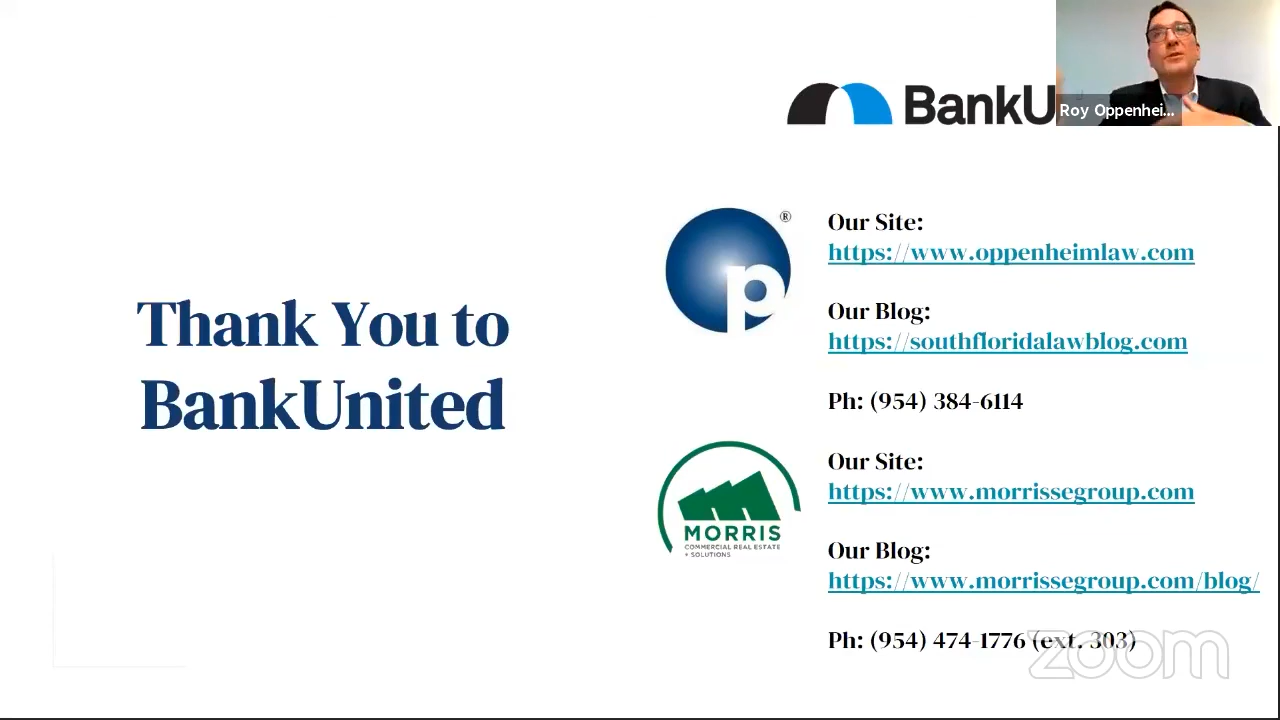 BankU
Roy Oppenhei...
Thank You to
BankUnited
p
®
Our Site:
https://www.oppenheimlaw.com
Our Blog:
https://southfloridalawblog.com
Ph: (954) 384-6114
MORRIS
COMMERCIAL REAL ESTATE
+ SOLUTIONS
Our Site:
https://www.morrissegroup.com
Our Blog:
https://www.morrissegroup.com/blog/
Ph: (954) 474-1776 (ext. 303)
zoom